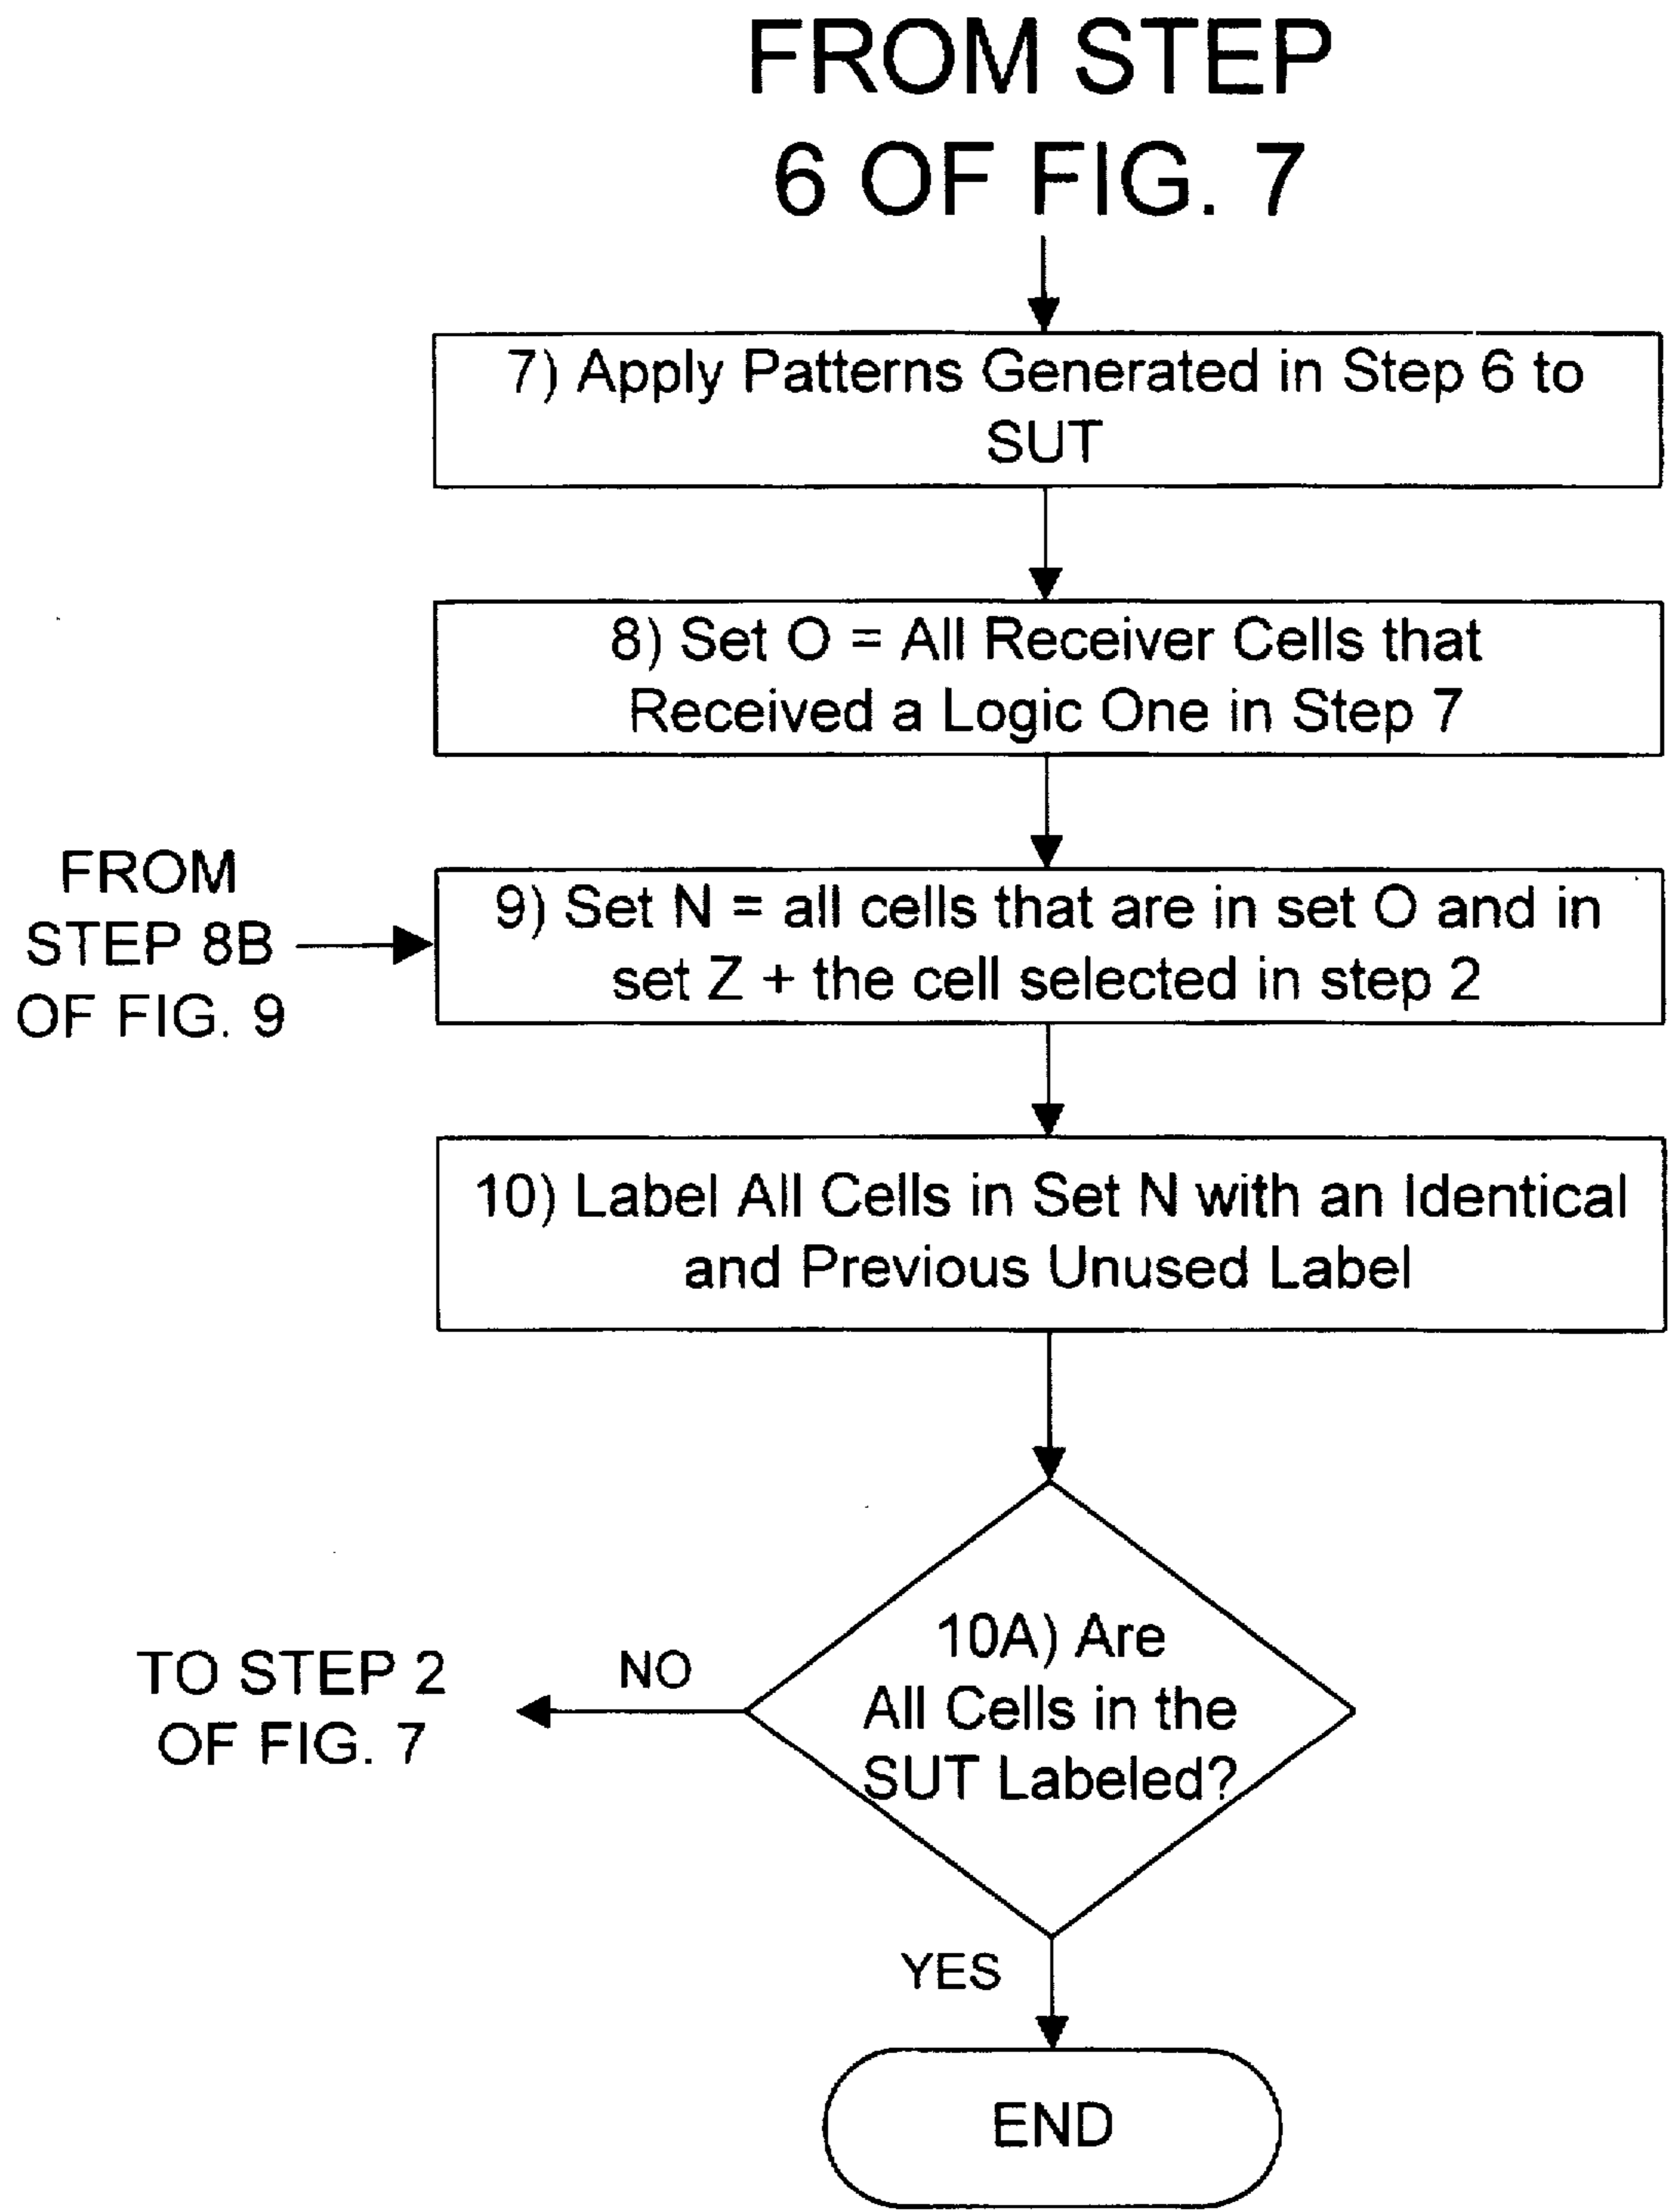 FROM STEP
6 OF FIG. 7
7) Apply Patterns Generated in Step 6 to
SUT
8) Set O = All Receiver Cells that
Received a Logic One in Step 7
FROM
STEP 8B
OF FIG. 9
9) Set N = all cells that are in set O and in
set Z + the cell selected in step 2
10) Label All Cells in Set N with an Identical
and Previous Unused Label
10A) Are
All Cells in the
SUT Labeled?
NO
TO STEP 2
OF FIG. 7
YES
END